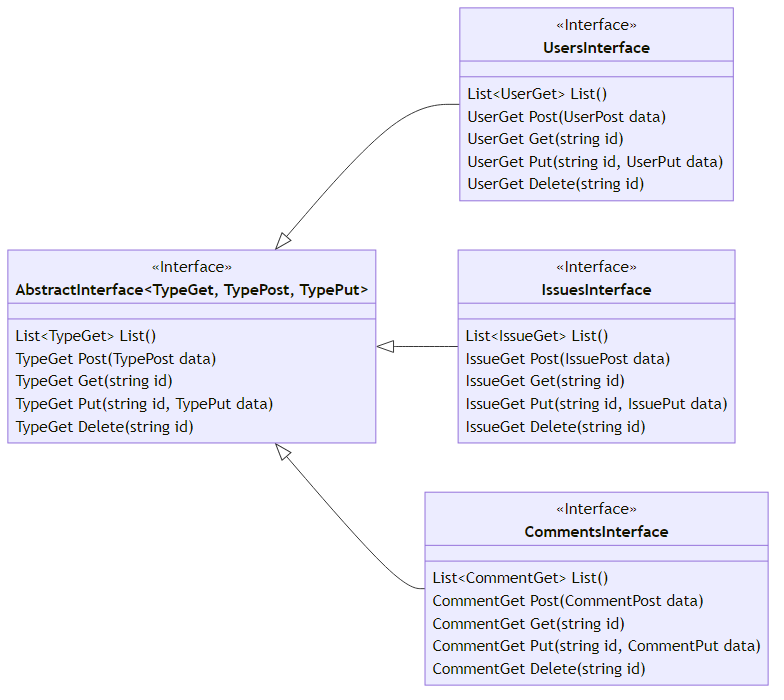 «Interface»
UsersInterface
List<UserGet> List()
UserGet Post(UserPost data)
UserGet Get(string id)
UserGet Put(string id, UserPut data)
UserGet Delete(string id)
«Interface»
AbstractInterface<TypeGet, TypePost, TypePut>
List<TypeGet> List()
TypeGet Post(TypePost data)
TypeGet Get(string id)
TypeGet Put(string id, TypePut data)
TypeGet Delete(string id)
«Interface»
IssuesInterface
List<IssueGet> List()
IssueGet Post(IssuePost data)
IssueGet Get(string id)
IssueGet Put(string id, IssuePut data)
IssueGet Delete(string id)
«Interface»
CommentsInterface
List<CommentGet> List()
CommentGet Post(CommentPost data)
CommentGet Get(string id)
CommentGet Put(string id, CommentPut data)
CommentGet Delete(string id)